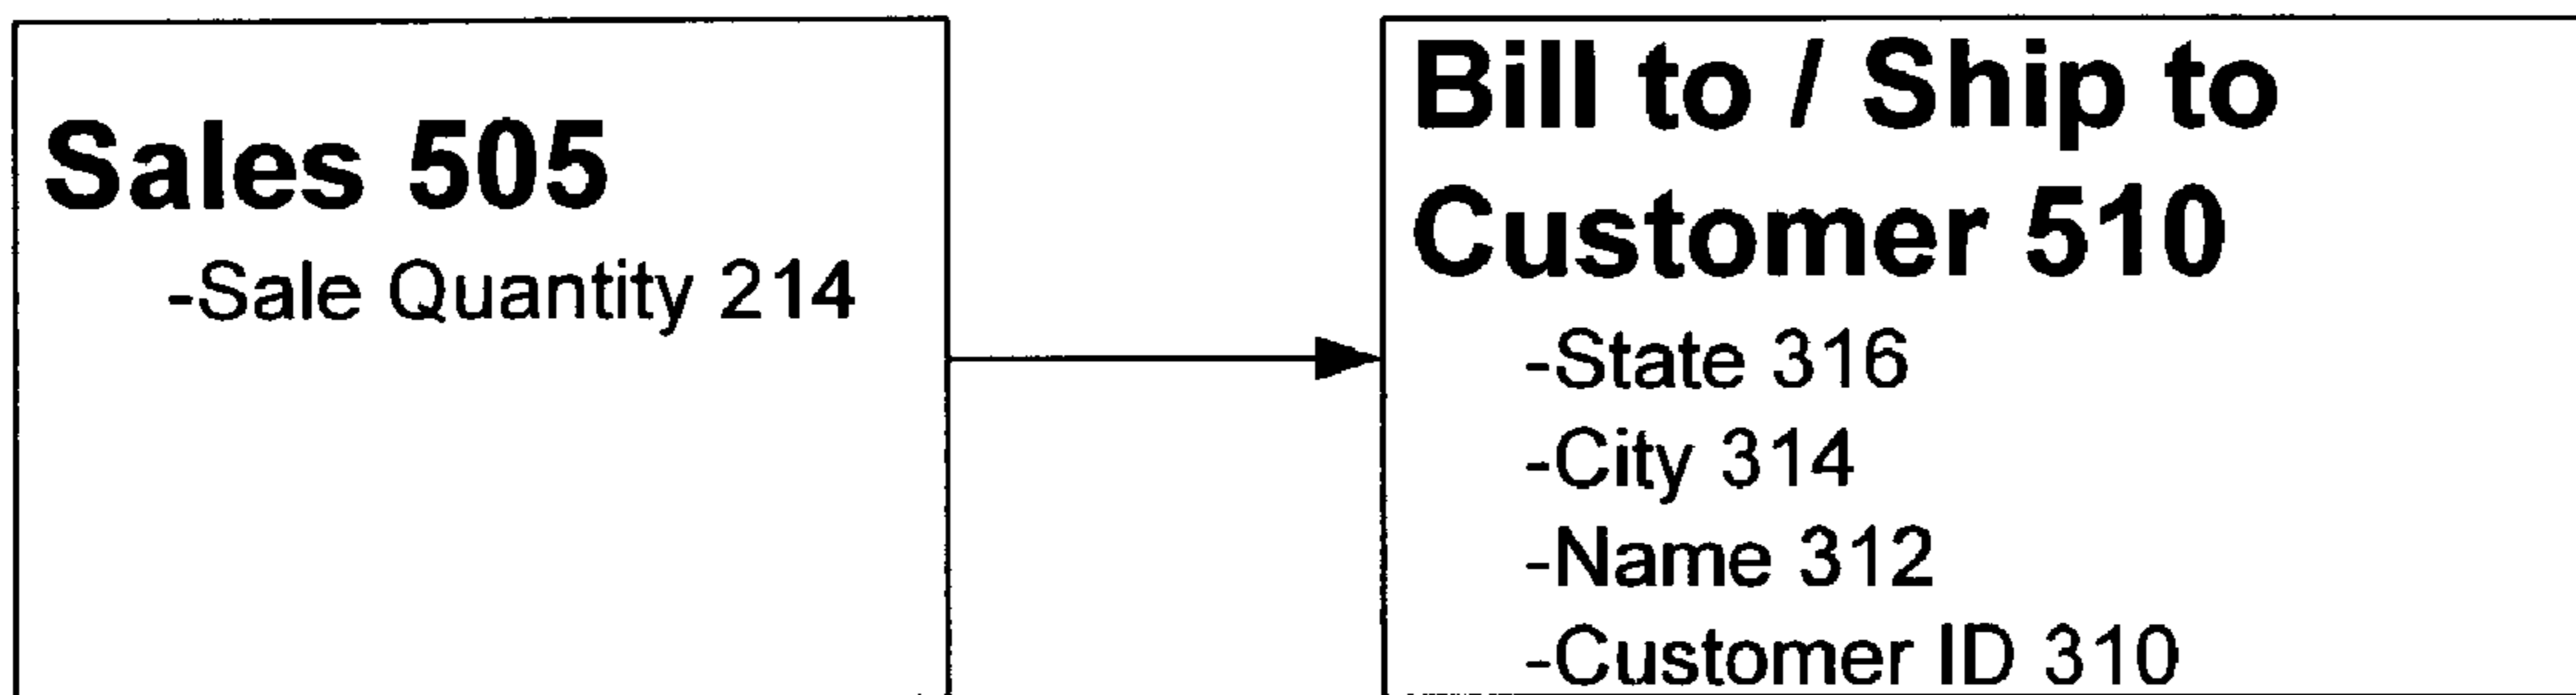 Sales 505
-Sale Quantity 214
Bill to / Ship to
Customer 510
-State 316
-City 314
-Name 312
-Customer ID 310